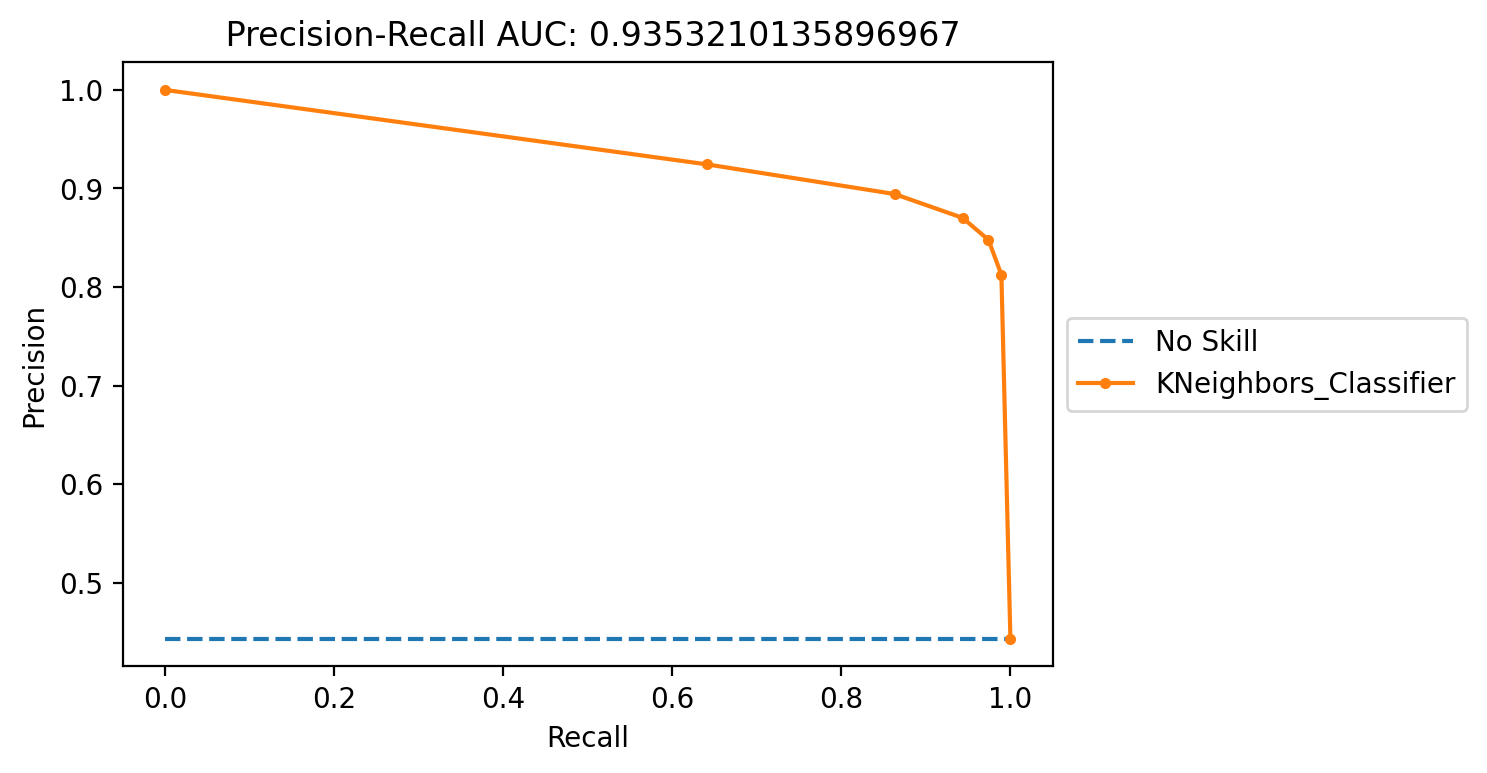 Precision-Recall AUC: 0.9353210135896967
1.0
0.9
0.8
0.7
0.6
0.5
Precision
0.0 0.2 0.4 0.6 0.8 1.0
Recall
No Skill
KNeighbors_Classifier